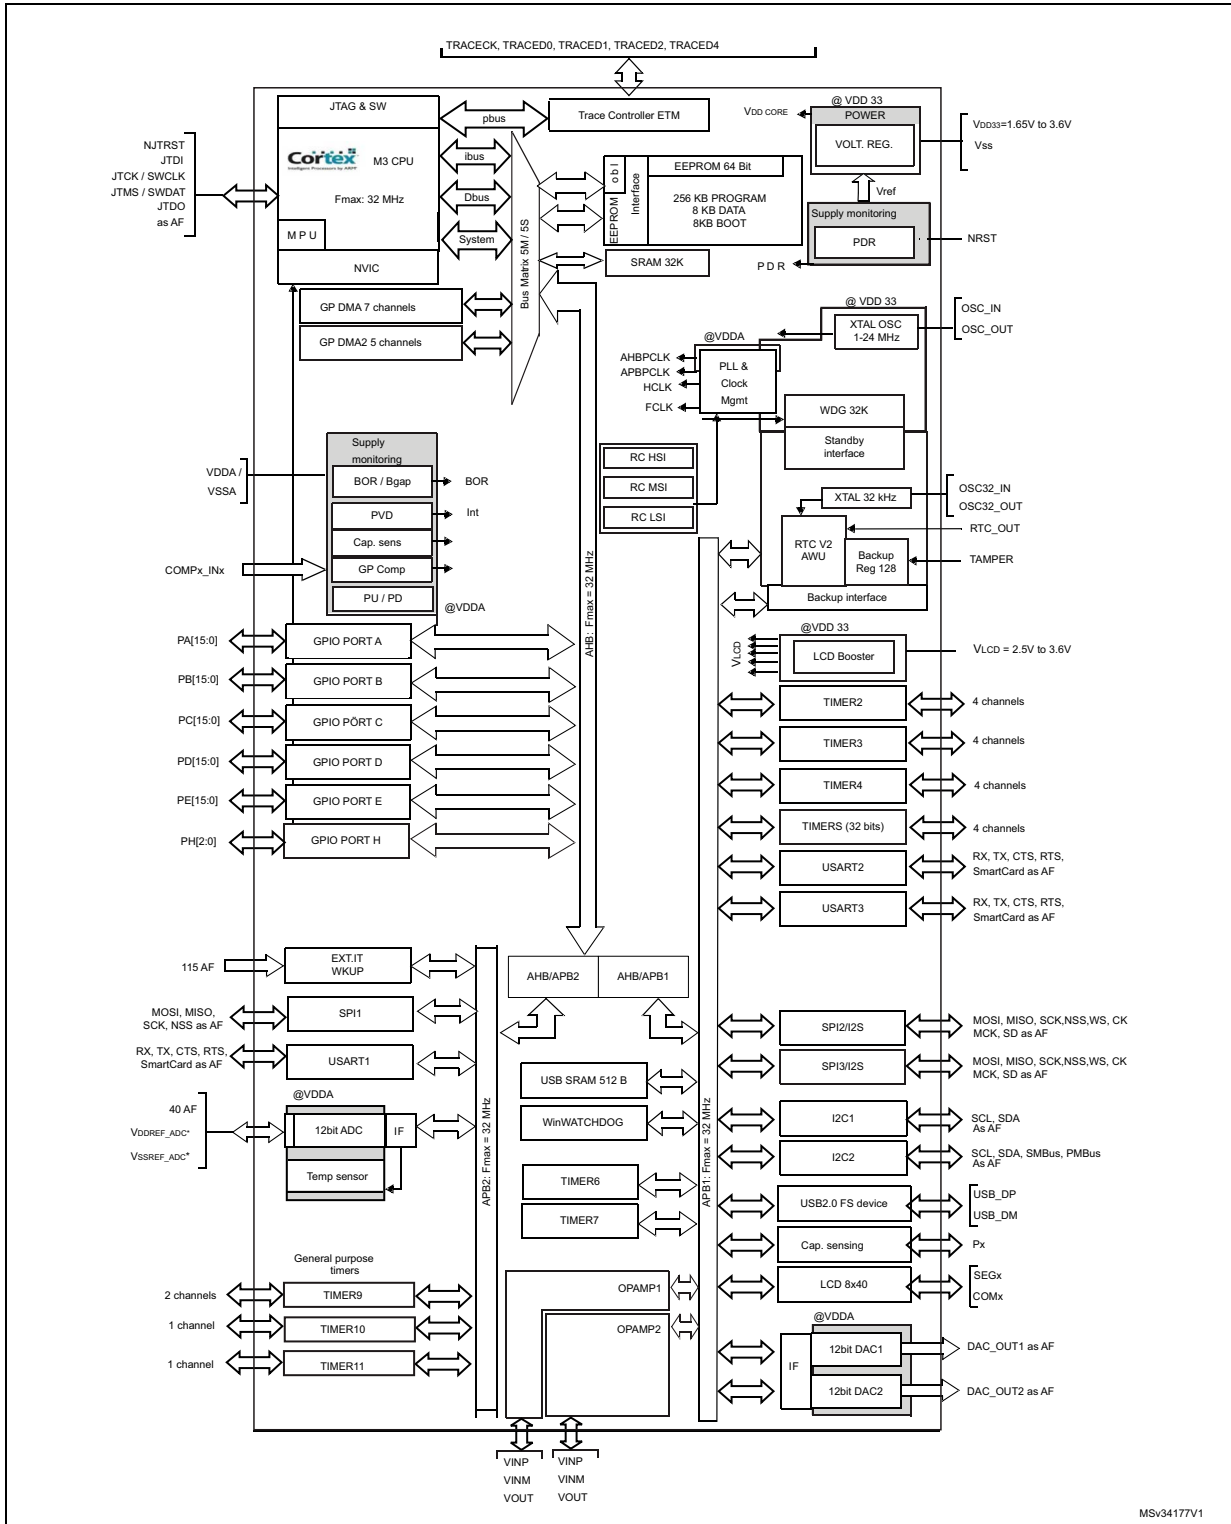 TRACECK, TRACED0, TRACED1, TRACED2, TRACED4
JTAG & SW
pbus
Trace Controller ETM
VDD CORE
@ VDD 33
POWER
VOLT. REG.
VDD33=1.65V to 3.6V
Vss
NJTRST
JTDI
JTCK / SWCLK
JTMS / SWDAT
JTDO
as AF
Cortex
Intelligent Processors by ARM
M3 CPU
Fmax: 32 MHz
M P U
NVIC
ibus
Dbus
System
Bus Matrix 5M / 5S
EEPROM
obl
Interface
EEPROM 64 Bit
256 KB PROGRAM
8 KB DATA
8KB BOOT
SRAM 32K
Vref
Supply monitoring
PDR
NRST
P D R
GP DMA 7 channels
GP DMA2 5 channels
@ VDD 33
XTAL OSC
1-24 MHz
OSC_IN
OSC_OUT
@VDDA
AHBPCLK
APBPCLK
HCLK
FCLK
PLL &
Clock
Mgmt
WDG 32K
Standby
interface
RC HSI
RC MSI
RC LSI
XTAL 32 kHz
OSC32_IN
OSC32_OUT
RTC V2
AWU
RTC_OUT
Backup
Reg 128
TAMPER
Backup interface
VDDA /
VSSA
Supply
monitoring
BOR / Bgap
BOR
PVD
Int
Cap. sens
COMPx_INx
GP Comp
PU / PD
@VDDA
AHB: Fmax = 32 MHz
@VDD 33
VLCD
LCD Booster
VLCD = 2.5V to 3.6V
PA[15:0]
GPIO PORT A
PB[15:0]
GPIO PORT B
PC[15:0]
GPIO PÖRT C
PD[15:0]
GPIO PORT D
PE[15:0]
GPIO PORT E
PH[2:0]
GPIO PORT H
TIMER2
4 channels
TIMER3
4 channels
TIMER4
4 channels
TIMERS (32 bits)
4 channels
USART2
RX, TX, CTS, RTS,
SmartCard as AF
USART3
RX, TX, CTS, RTS,
SmartCard as AF
115 AF
EXT.IT
WKUP
AHB/APB2
AHB/APB1
MOSI, MISO,
SCK, NSS as AF
SPI1
RX, TX, CTS, RTS,
SmartCard as AF
USART1
APB2: Fmax = 32 MHz
USB SRAM 512 B
WinWATCHDOG
TIMER6
TIMER7
APB1: Fmax = 32 MHz
SPI2/I2S
MOSI, MISO, SCK,NSS,WS, CK
MCK, SD as AF
SPI3/I2S
MOSI, MISO, SCK,NSS,WS, CK
MCK, SD as AF
I2C1
SCL, SDA
As AF
I2C2
SCL, SDA, SMBus, PMBus
As AF
USB2.0 FS device
USB_DP
USB_DM
Cap. sensing
Px
LCD 8x40
SEGx
COMx
@VDDA
40 AF
VDDREF_ADC*
VSSREF_ADC*
12bit ADC
IF
Temp sensor
General purpose
timers
2 channels
TIMER9
1 channel
TIMER10
1 channel
TIMER11
OPAMP1
OPAMP2
@VDDA
IF
12bit DAC1
DAC_OUT1 as AF
12bit DAC2
DAC_OUT2 as AF
VINP
VINM
VOUT
VINP
VINM
VOUT
MSv34177V1